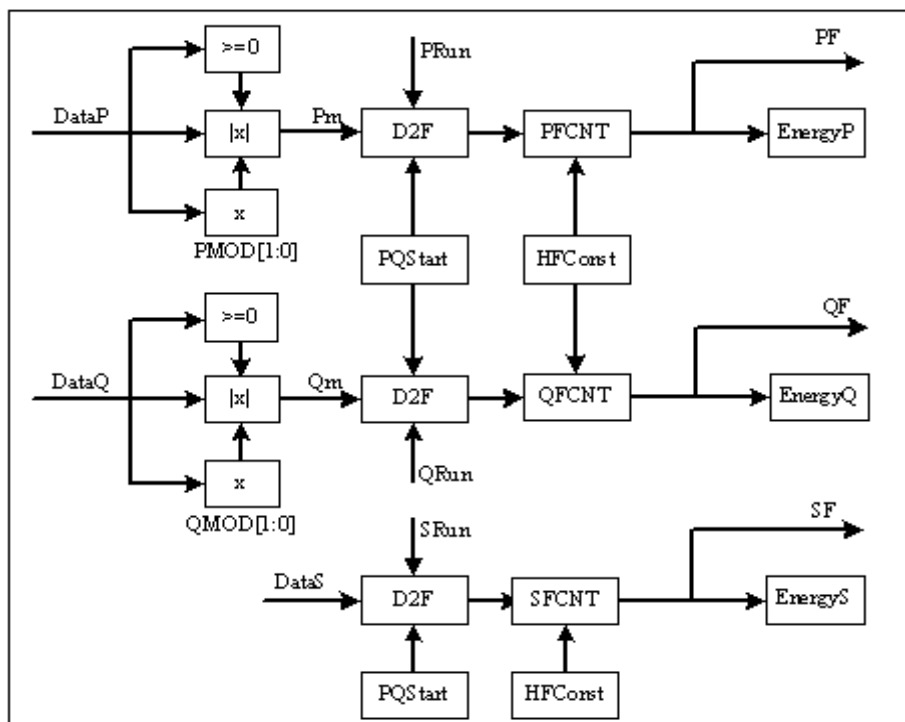 PF
>=0
PRun
DataP
|x|
Pm
D2F
PFCNT
EnergyP
x
PMOD[1:0]
PQStart
HFConst
>=0
QF
DataQ
|x|
Qm
D2F
QFCNT
EnergyQ
x
QRun
QMOD[1:0]
SRun
SF
DataS
D2F
SFCNT
EnergyS
PQStart
HFConst